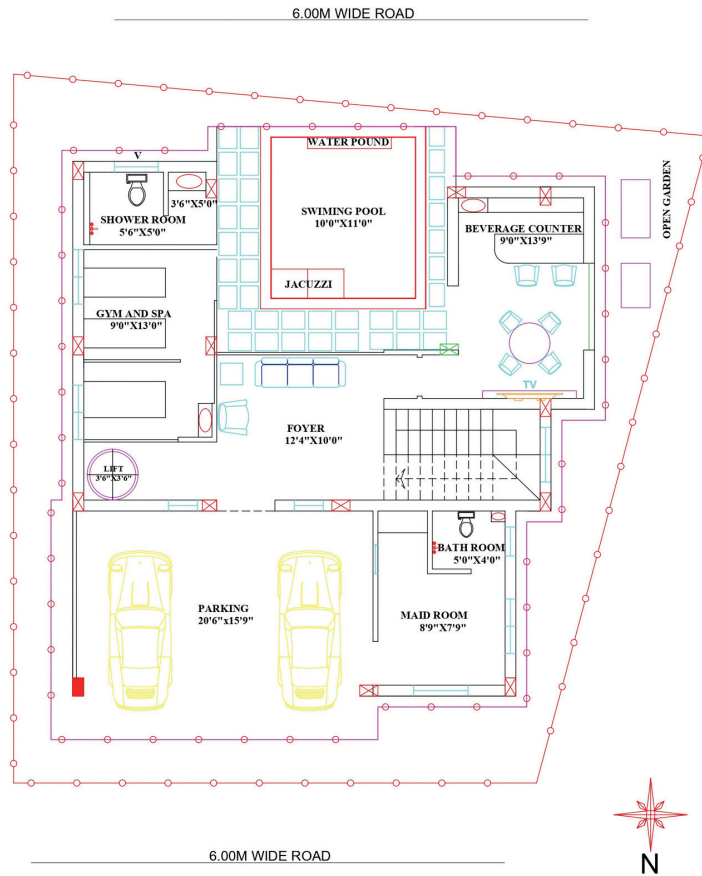 6.00M WIDE ROAD
WATER POUND
V
3'6"X5'0"
SHOWER ROOM
5'6"X5'0"
SWIMING POOL
10'0"X11'0"
OPEN GARDEN
BEVERAGE COUNTER
9'0"X13'9"
JACUZZI
GYM AND SPA
9'0"X13'0"
TV
FOYER
12'4"X10'0"
LIFT
3'6"X3'6"
BATH ROOM
5'0"X4'0"
PARKING
20'6"x15'9"
MAID ROOM
8'9"X7'9"
6.00M WIDE ROAD
N